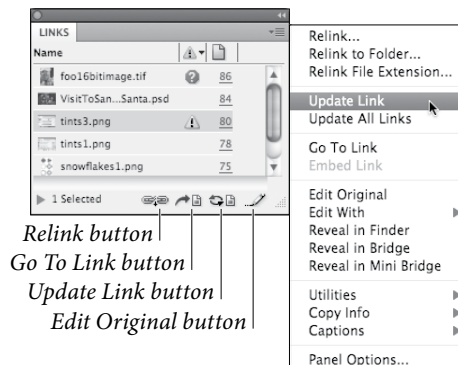 LINKS
Name
foo16bitimage.tif 86
VisitToSan...Santa.psd 84
tints3.png 80
tints1.png 78
snowflakes1.png 75
1 Selected
Relink button
Go To Link button
Update Link button
Edit Original button
Relink...
Relink to Folder...
Relink File Extension...
Update Link
Update All Links
Go To Link
Embed Link
Edit Original
Edit With
Reveal in Finder
Reveal in Bridge
Reveal in Mini Bridge
Utilities
Copy Info
Captions
Panel Options...